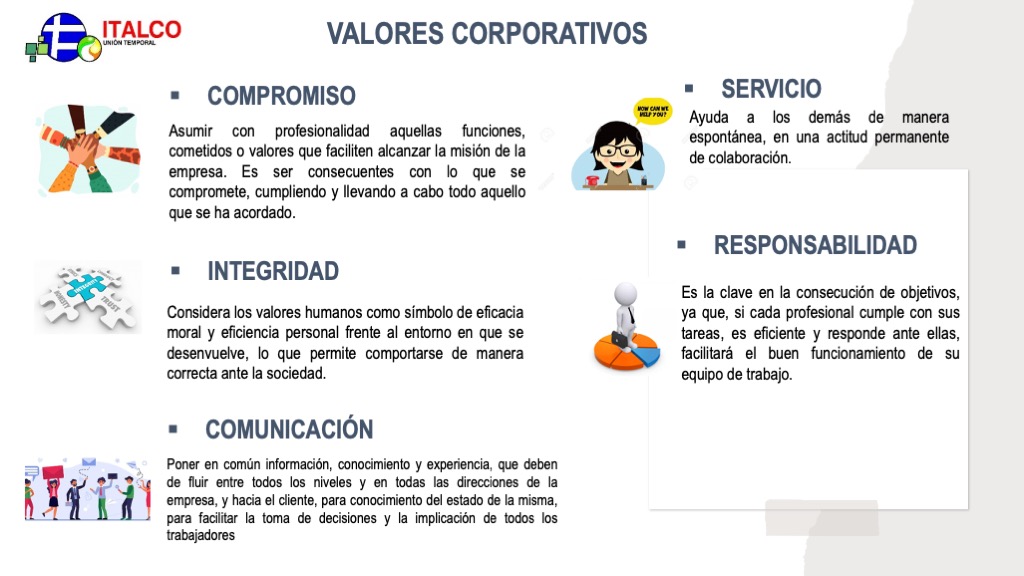 ITALCO
UNIÓN TEMPORAL
VALORES CORPORATIVOS
▪ COMPROMISO
Asumir con profesionalidad aquellas funciones,
cometidos o valores que faciliten alcanzar la misión de la
empresa. Es ser consecuentes con lo que se
compromete, cumpliendo y llevando a cabo todo aquello
que se ha acordado.
▪ INTEGRIDAD
INTEGRITY
TRUST
Considera los valores humanos como símbolo de eficacia
moral y eficiencia personal frente al entorno en que se
desenvuelve, lo que permite comportarse de manera
correcta ante la sociedad.
▪ COMUNICACIÓN
Poner en común información, conocimiento y experiencia, que deben
de fluir entre todos los niveles y en todas las direcciones de la
empresa, y hacia el cliente, para conocimiento del estado de la misma,
para facilitar la toma de decisiones y la implicación de todos los
trabajadores
▪ SERVICIO
HOW CAN WE
HELP YOU?
Ayuda a los demás de manera
espontánea, en una actitud permanente
de colaboración.
▪ RESPONSABILIDAD
Es la clave en la consecución de objetivos,
ya que, si cada profesional cumple con sus
tareas, es eficiente y responde ante ellas,
facilitará el buen funcionamiento de su
equipo de trabajo.